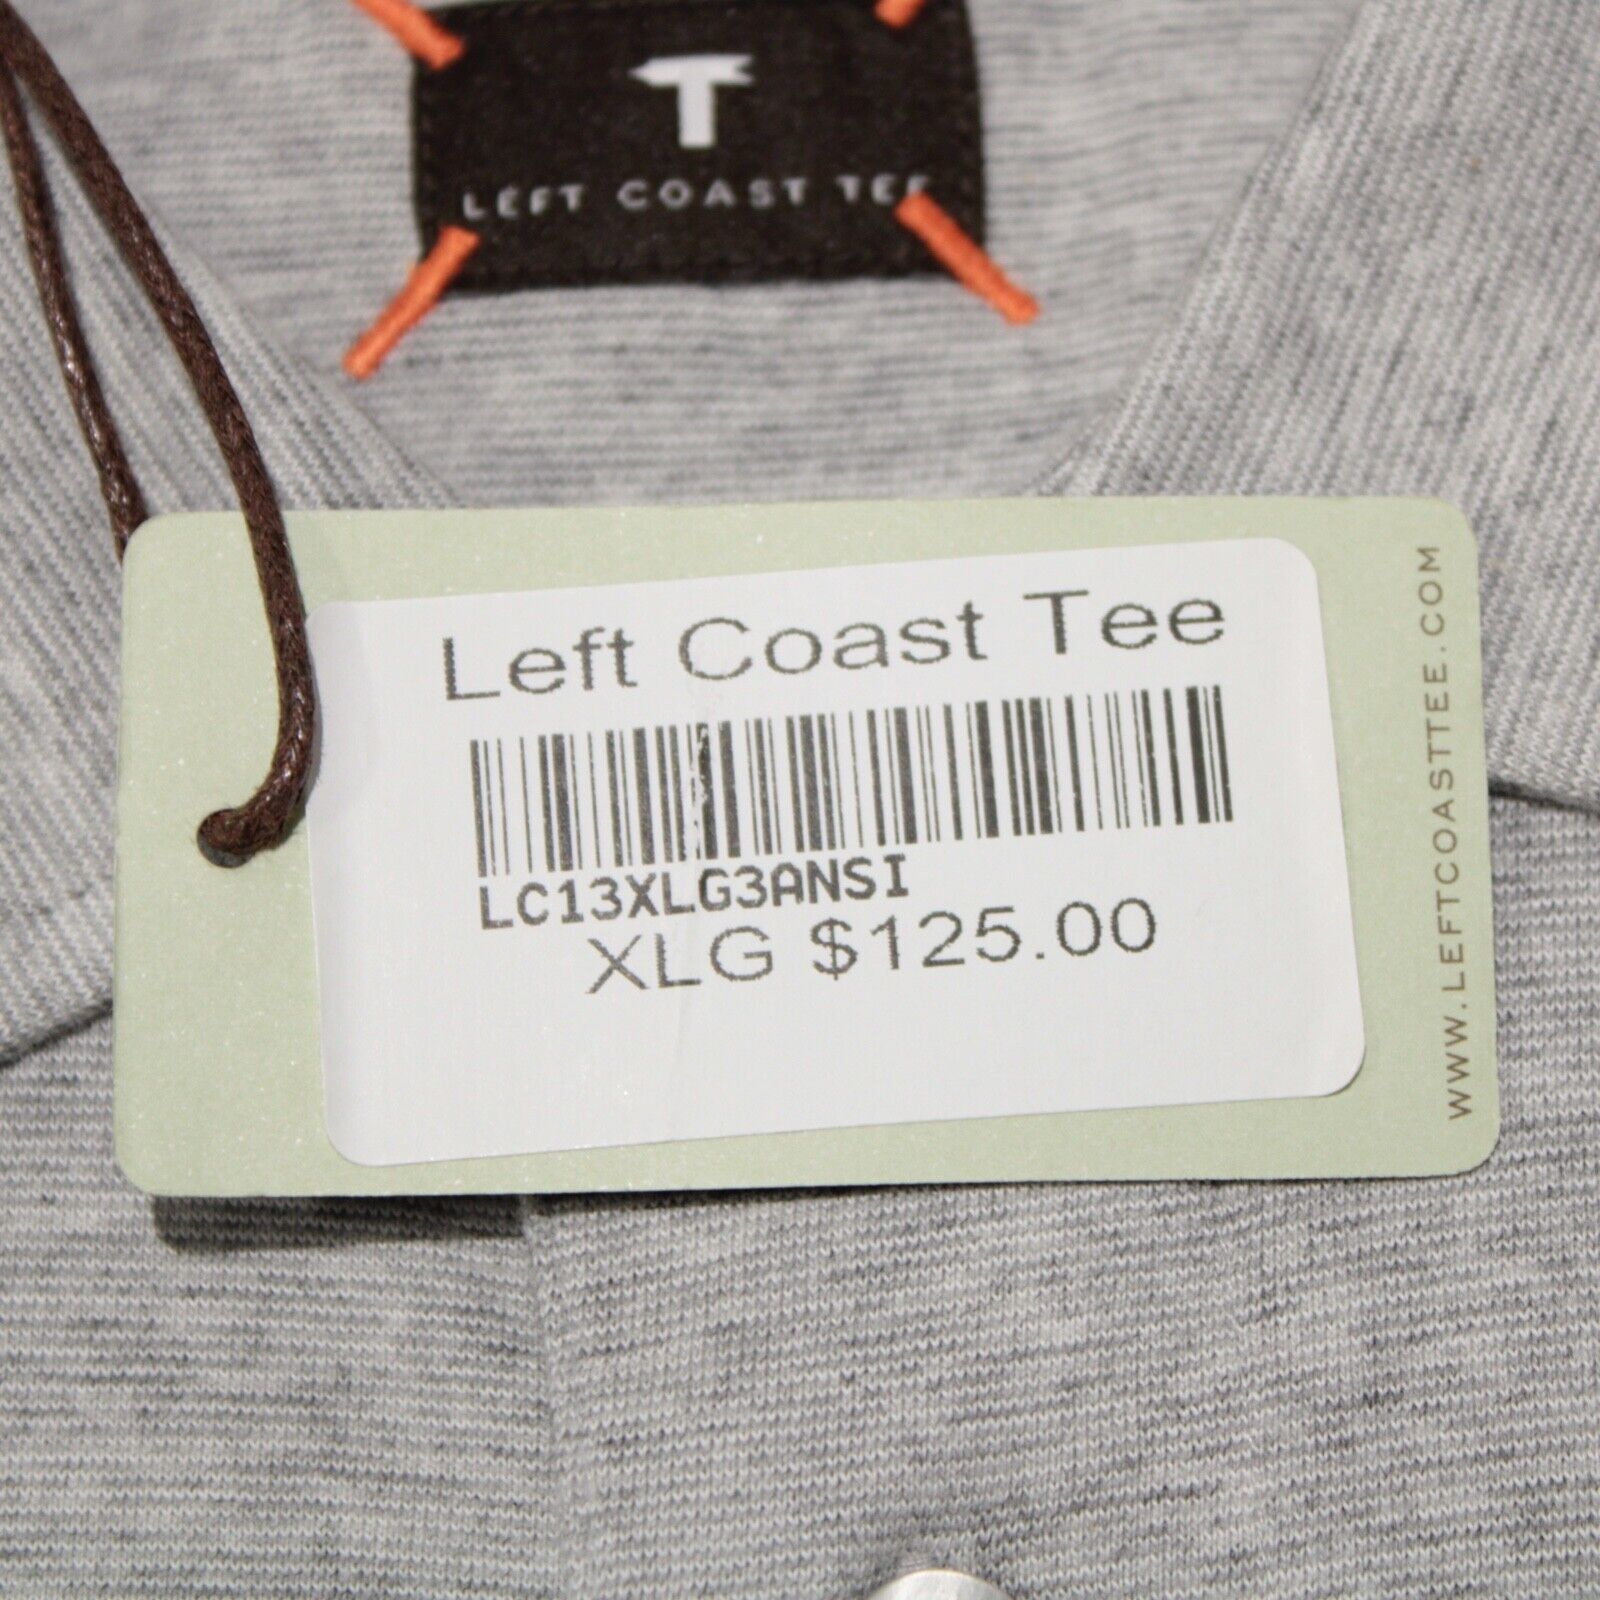 T
LEFT COAST TEE
Left Coast Tee
LC13XLG3ANSI
XLG $125.00
WWW.LEFTCOASTTEE.COM